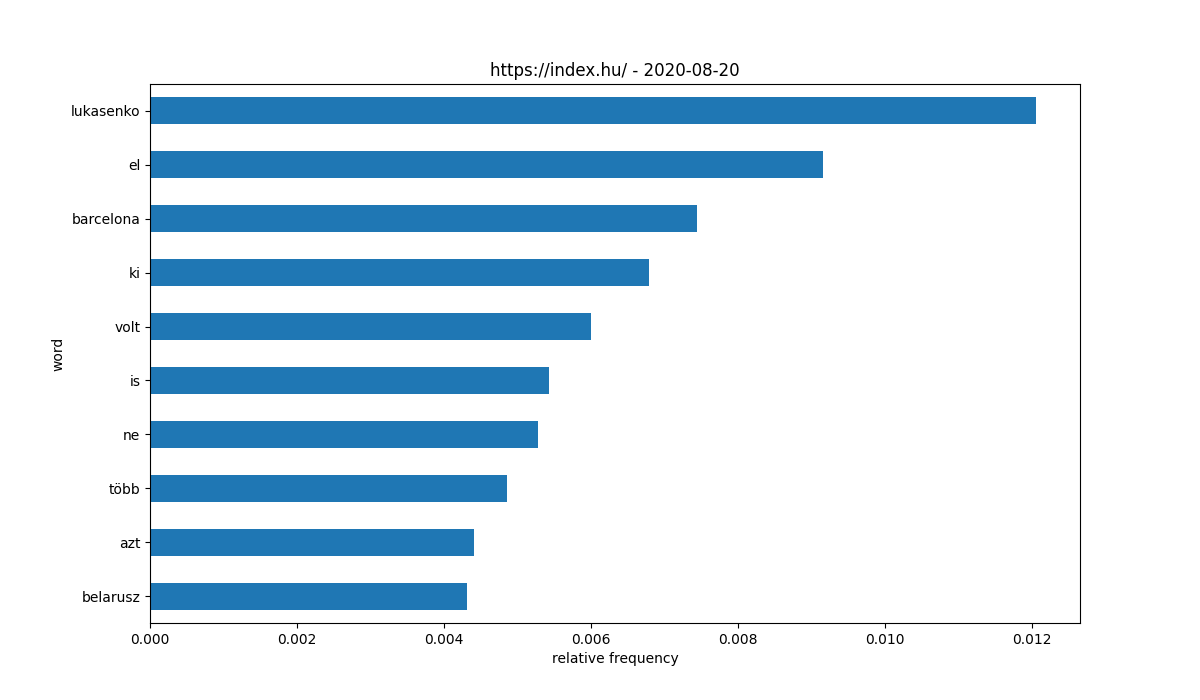 https://index.hu/ - 2020-08-20
lukasenko
el
barcelona
ki
volt
is
ne
több
azt
belarusz
word
0.000 0.002 0.004 0.006 0.008 0.010 0.012
relative frequency